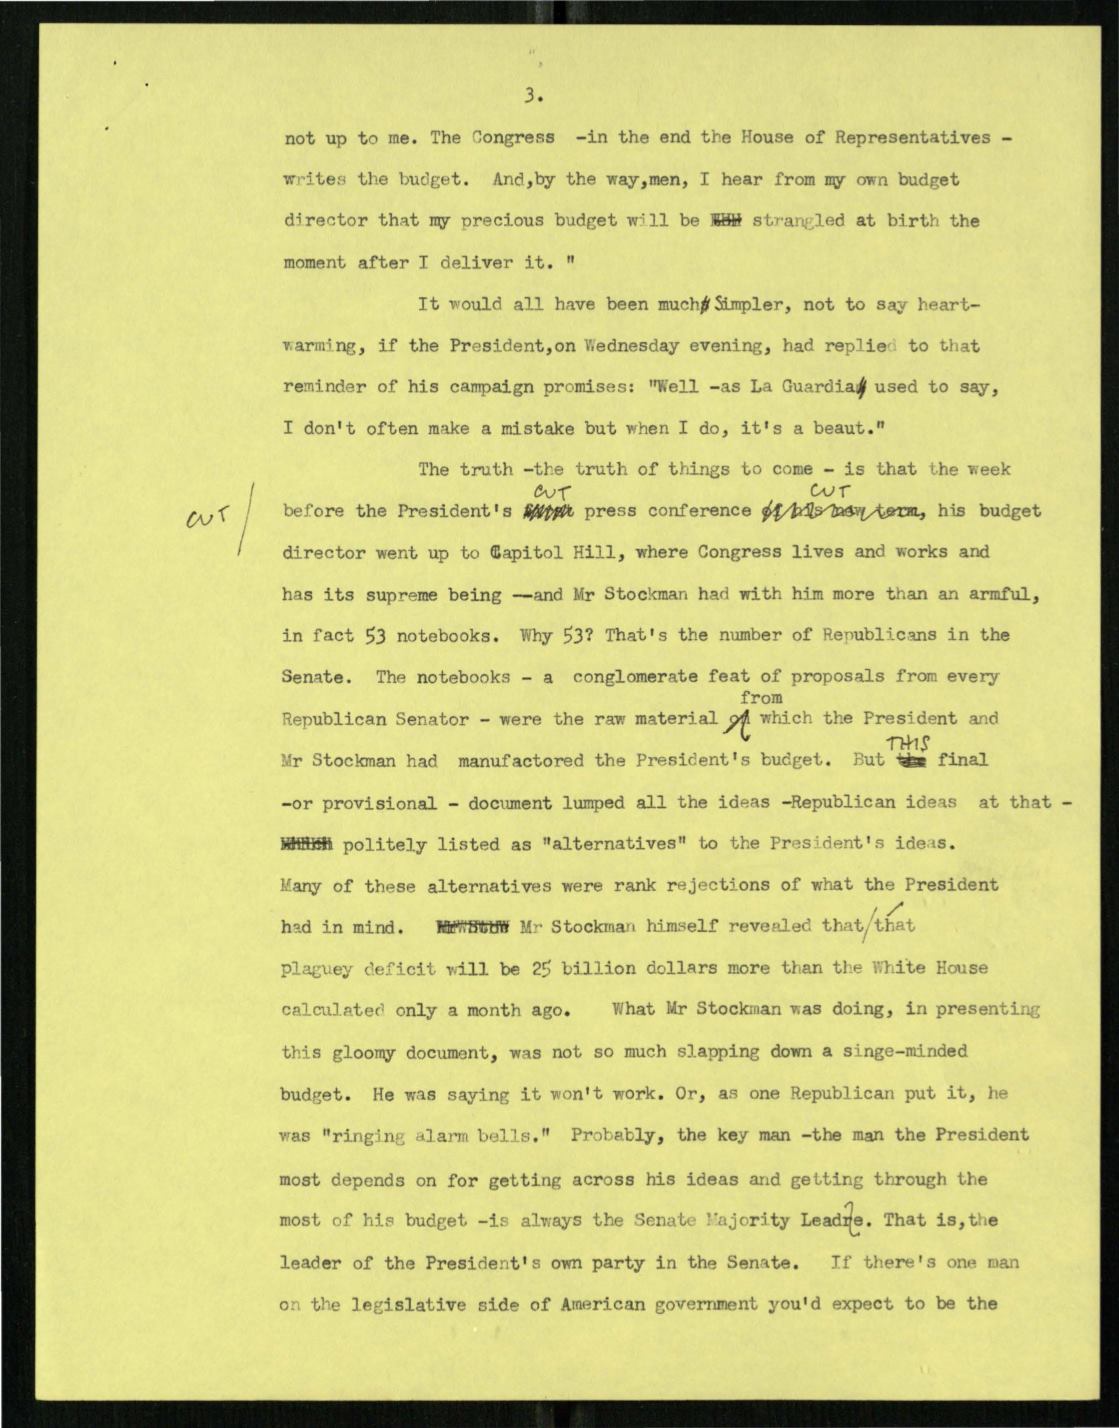 3.
not up to me. The Congress -in the end the House of Representatives -
writes the budget. And,by the way,men, I hear from my own budget
director that my precious budget will be strangled at birth the
moment after I deliver it. "
It would all have been much Simpler, not to say heart-
warming, if the President,on Wednesday evening, had replied to that
reminder of his campaign promises: "Well -as La Guardia used to say,
I don't often make a mistake but when I do, it's a beaut."
The truth -the truth of things to come - is that the week
CUT CUT
CUT before the President's press conference of his new term, his budget
director went up to Capitol Hill, where Congress lives and works and
has its supreme being --and Mr Stockman had with him more than an armful,
in fact 53 notebooks. Why 53? That's the number of Republicans in the
Senate. The notebooks - a conglomerate feat of proposals from every
from
Republican Senator - were the raw material of which the President and
THIS
Mr Stockman had manufactored the President's budget. But the final
-or provisional - document lumped all the ideas -Republican ideas at that -
which politely listed as "alternatives" to the President's ideas.
Many of these alternatives were rank rejections of what the President
had in mind. Mr Stockman himself revealed that/that
plaguey deficit will be 25 billion dollars more than the White House
calculated only a month ago. What Mr Stockman was doing, in presenting
this gloomy document, was not so much slapping down a singe-minded
budget. He was saying it won't work. Or, as one Republican put it, he
was "ringing alarm bells." Probably, the key man -the man the President
most depends on for getting across his ideas and getting through the
most of his budget -is always the Senate Majority Leadre. That is,the
leader of the President's own party in the Senate. If there's one man
on the legislative side of American government you'd expect to be the